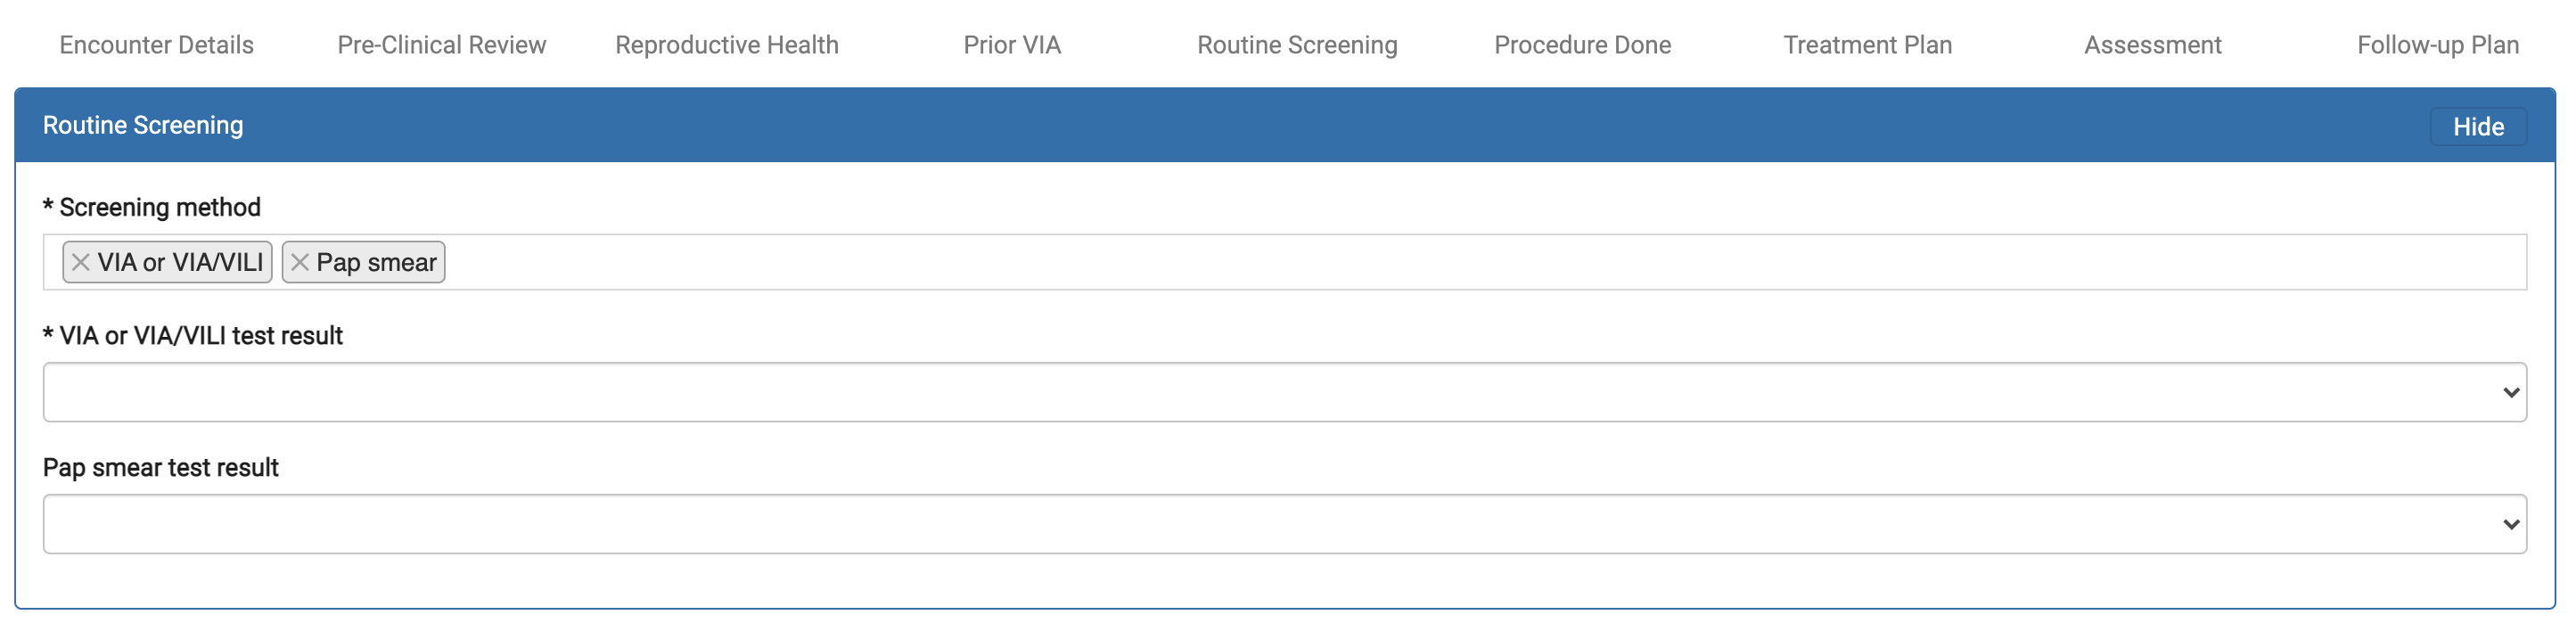 Encounter Details Pre-Clinical Review Reproductive Health Prior VIA Routine Screening Procedure Done Treatment Plan Assessment Follow-up Plan
Routine Screening Hide
* Screening method
VIA or VIA/VILI Pap smear
* VIA or VIA/VILI test result
Pap smear test result